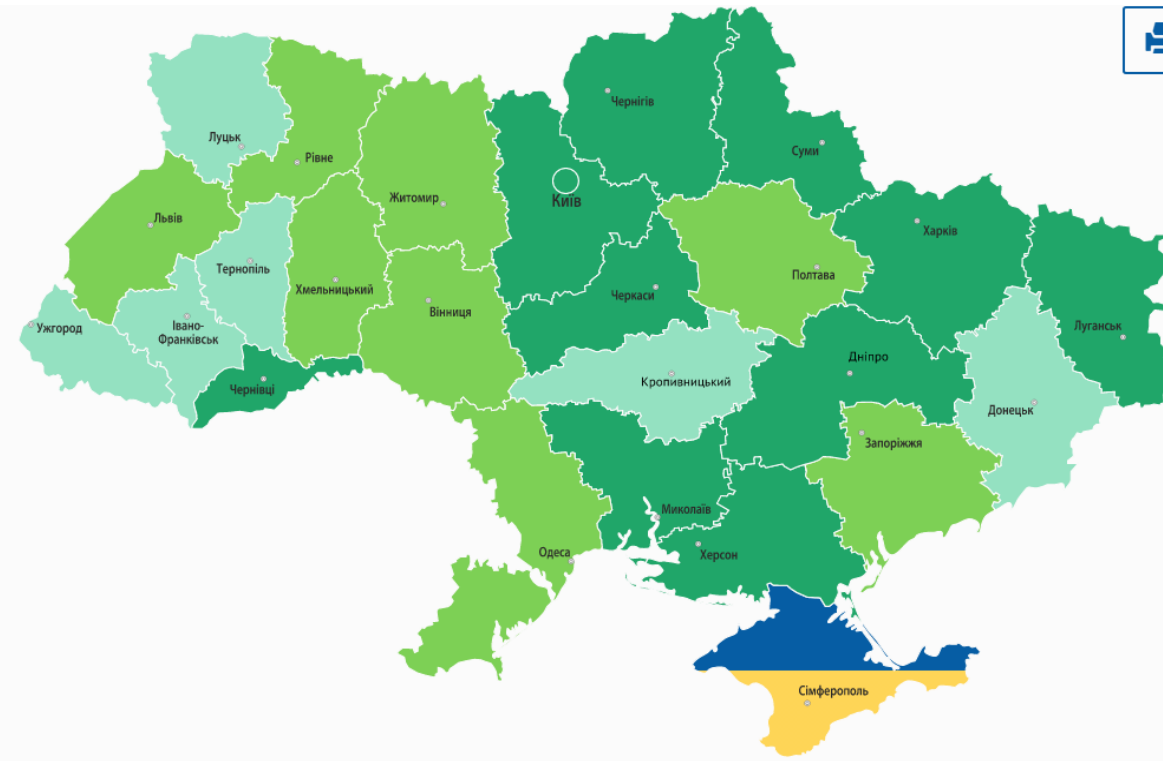 Чернігів
Луцьк
Суми
Рівне
Житомир
Київ
Львів
Харків
Тернопіль
Полтава
Хмельницький
Черкаси
Вінниця
Ужгород
Івано-
Франківськ
Луганськ
Дніпро
Чернівці
Кропивницький
Донецьк
Запоріжжя
Миколаїв
Одеса
Херсон
Сімферополь